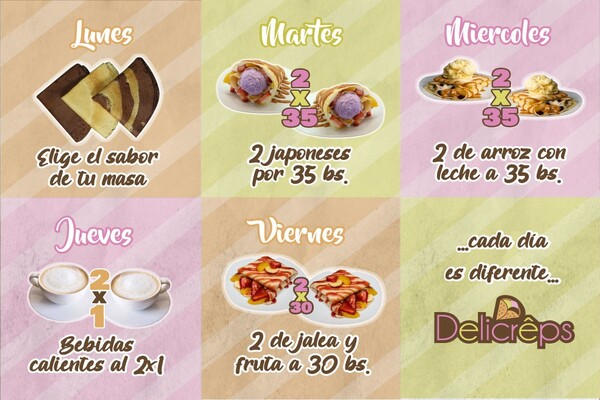 Lunes
Elige el sabor
de tu masa
Martes
2
X
35
2 japoneses
por 35 bs.
Miercoles
2
X
35
2 de arroz con
leche a 35 bs.
Jueves
2
X
1
Bebidas
calientes al 2x1
Viernes
2
X
30
2 de jalea y
fruta a 30 bs.
...cada día
es diferente...
Delicrêps